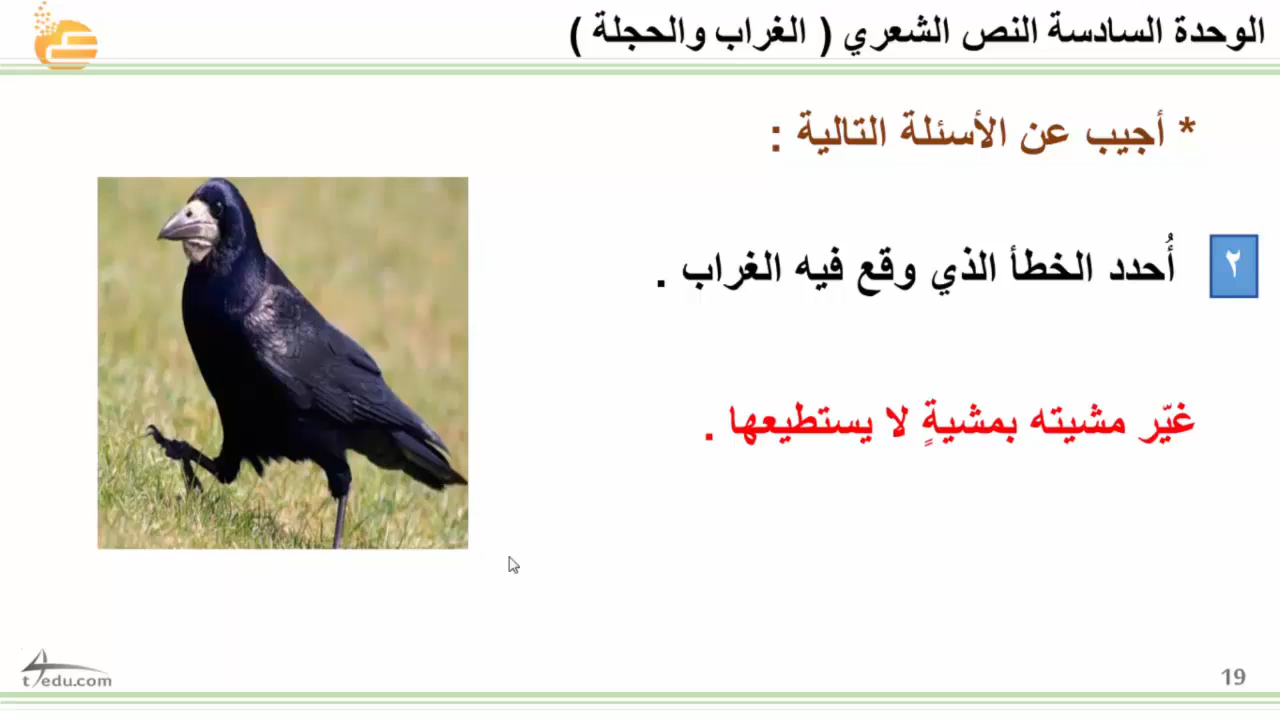 الوحدة السادسة النص الشعري ( الغراب والحجلة )
* أجيب عن الأسئلة التالية :
٢
أُحدد الخطأ الذي وقع فيه الغراب .
غيّر مشيته بمشيةٍ لا يستطيعها .
t4edu.com
19